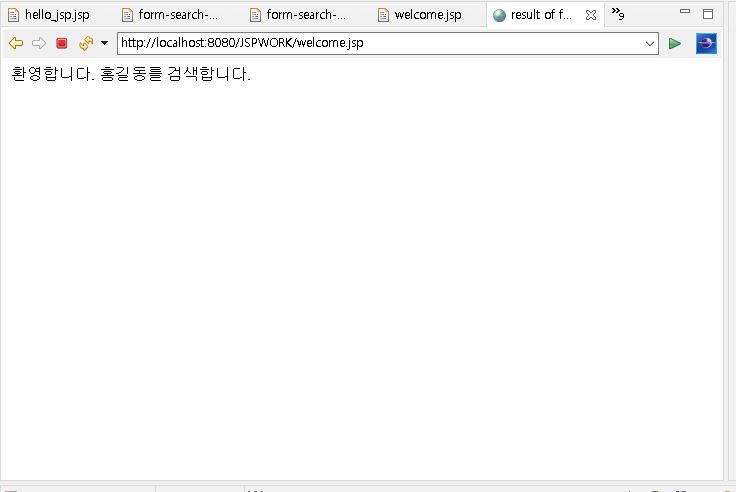 hello_jsp.jsp form-search-... form-search-... welcome.jsp result of f... »9
http://localhost:8080/JSPWORK/welcome.jsp
환영합니다. 홍길동를 검색합니다.